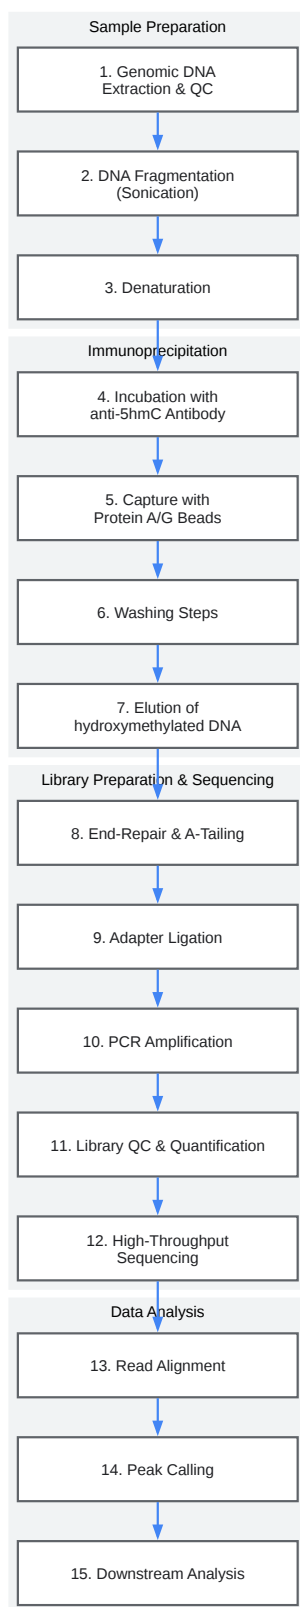 Sample Preparation
1. Genomic DNA
Extraction & QC
2. DNA Fragmentation
(Sonication)
3. Denaturation
Immunoprecipitation
4. Incubation with
anti-5hmC Antibody
5. Capture with
Protein A/G Beads
6. Washing Steps
7. Elution of
hydroxymethylated DNA
Library Preparation & Sequencing
8. End-Repair & A-Tailing
9. Adapter Ligation
10. PCR Amplification
11. Library QC & Quantification
12. High-Throughput
Sequencing
Data Analysis
13. Read Alignment
14. Peak Calling
15. Downstream Analysis